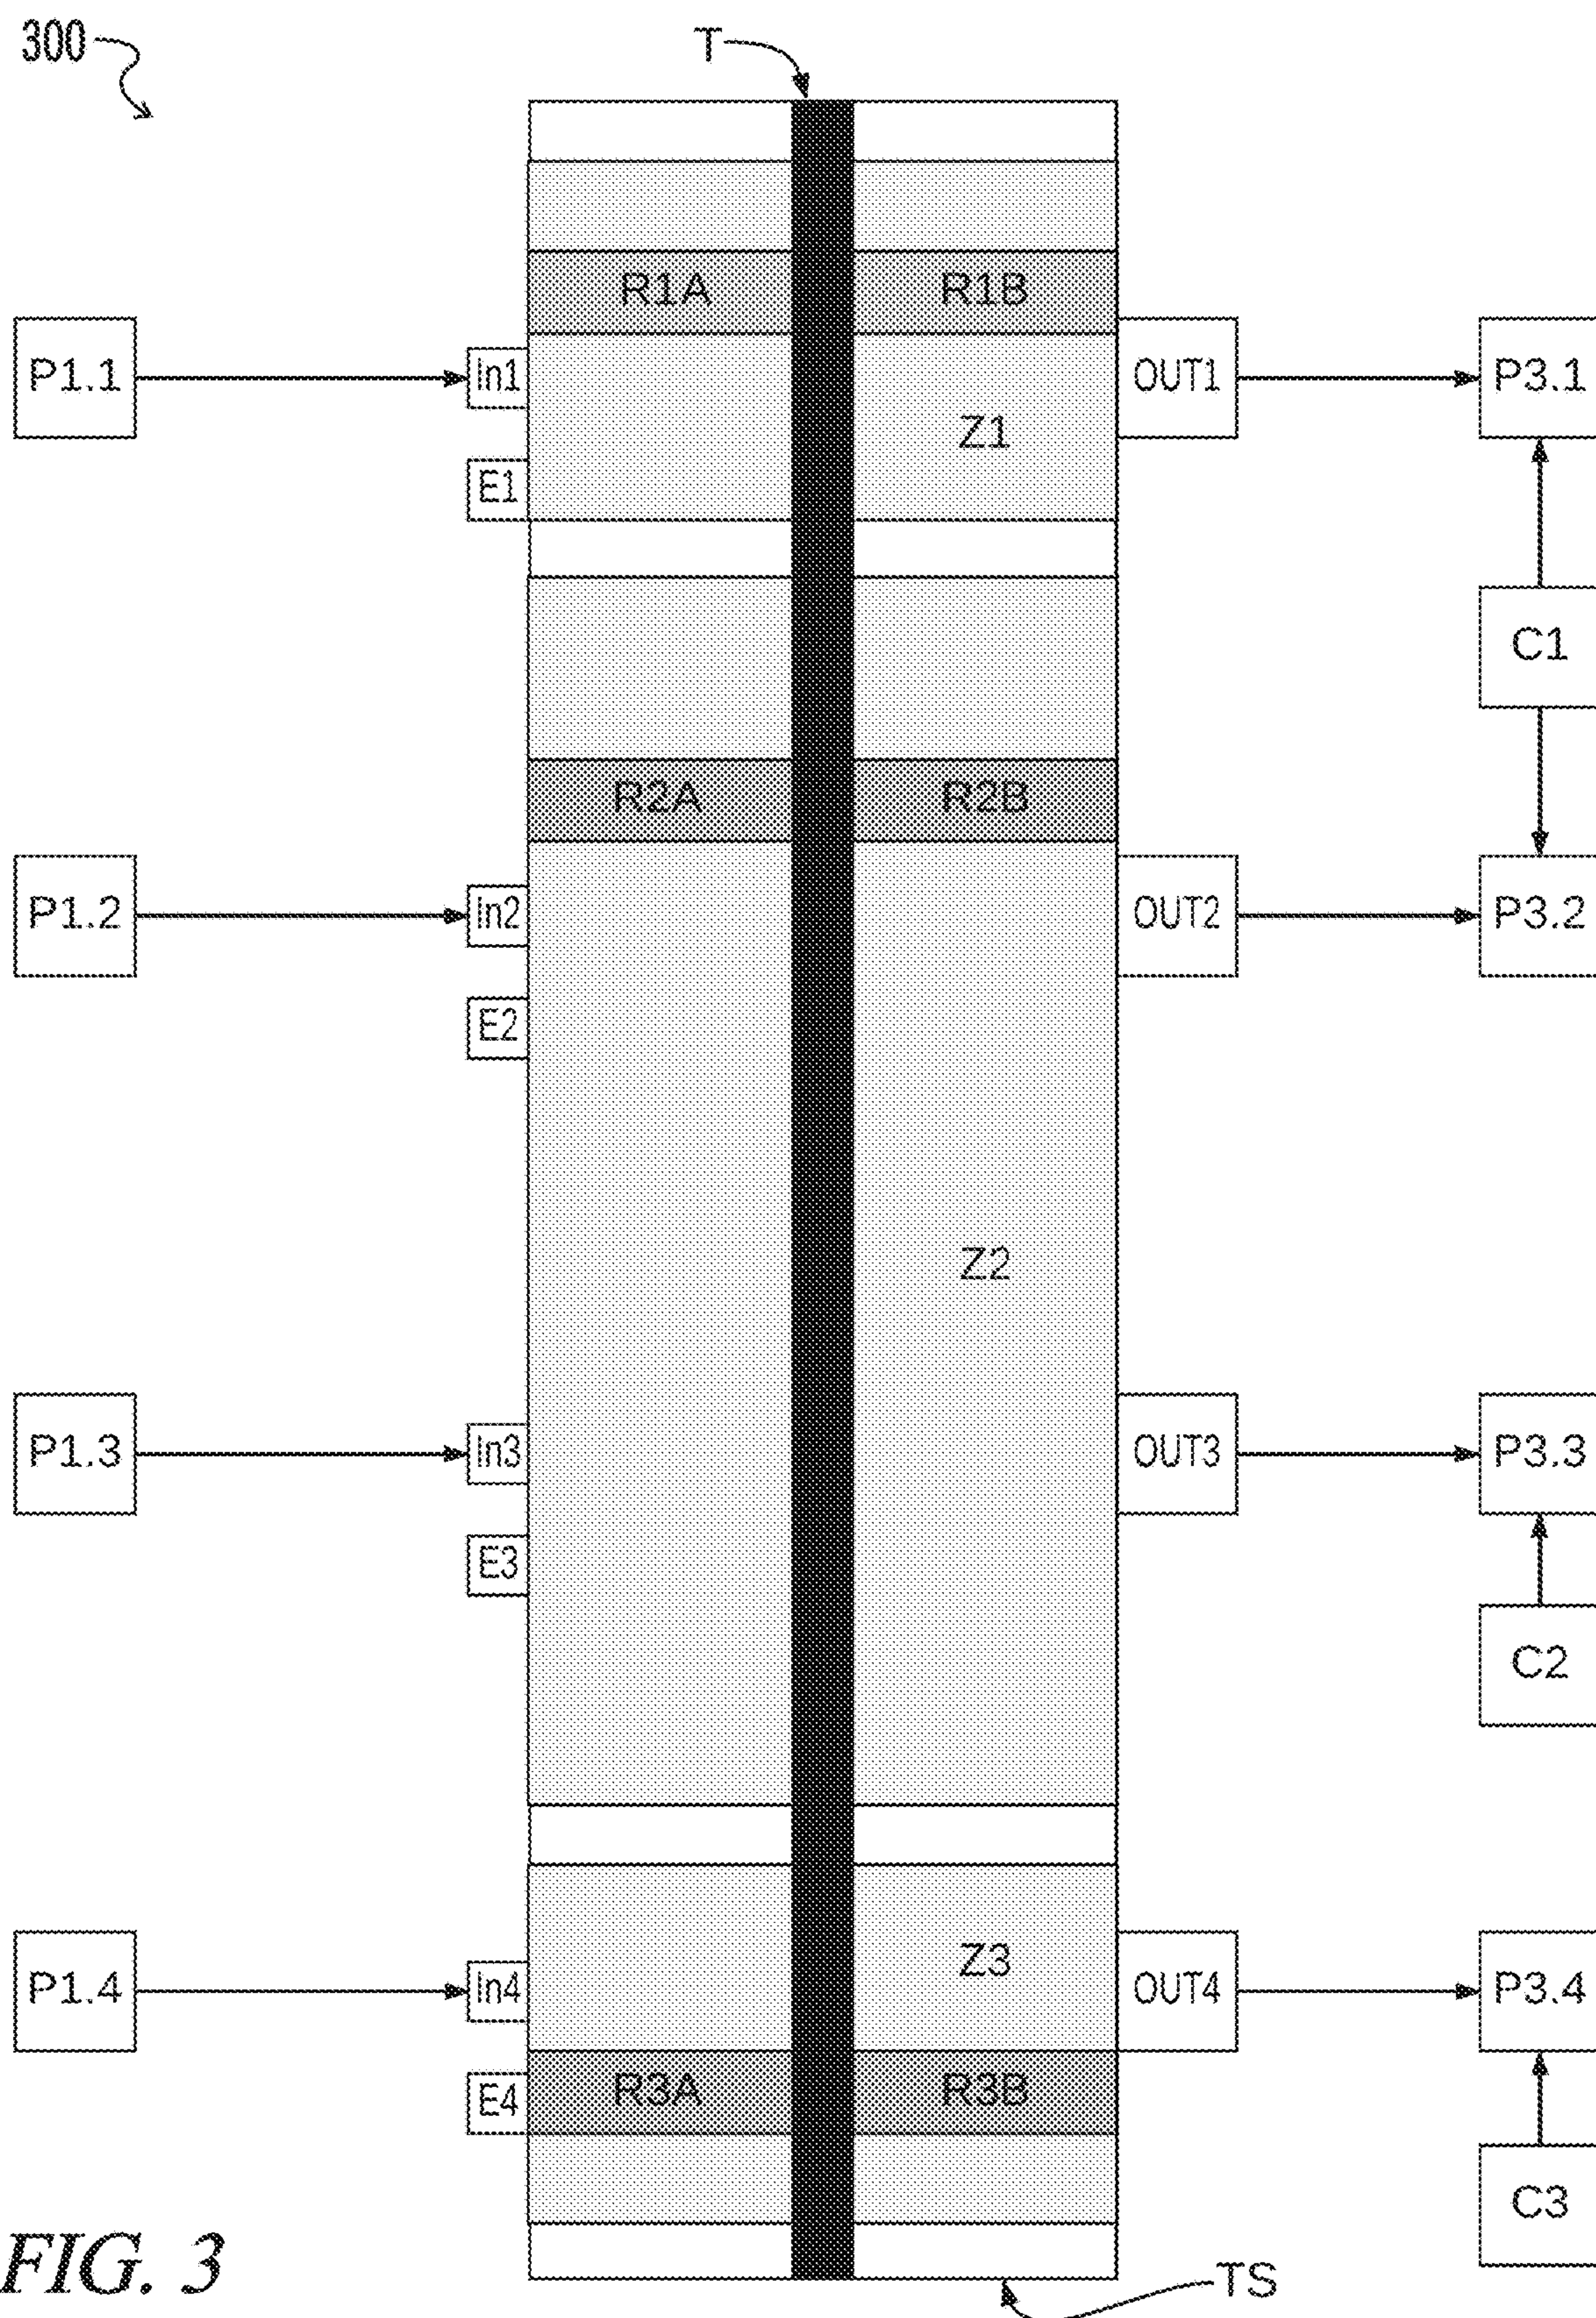 300
T
R1A R1B
P1.1 In1 OUT1 P3.1
Z1
E1
C1
R2A R2B
P1.2 In2 OUT2 P3.2
E2
Z2
P1.3 In3 OUT3 P3.3
E3
C2
Z3
P1.4 In4 OUT4 P3.4
E4 R3A R3B
C3
FIG. 3
TS